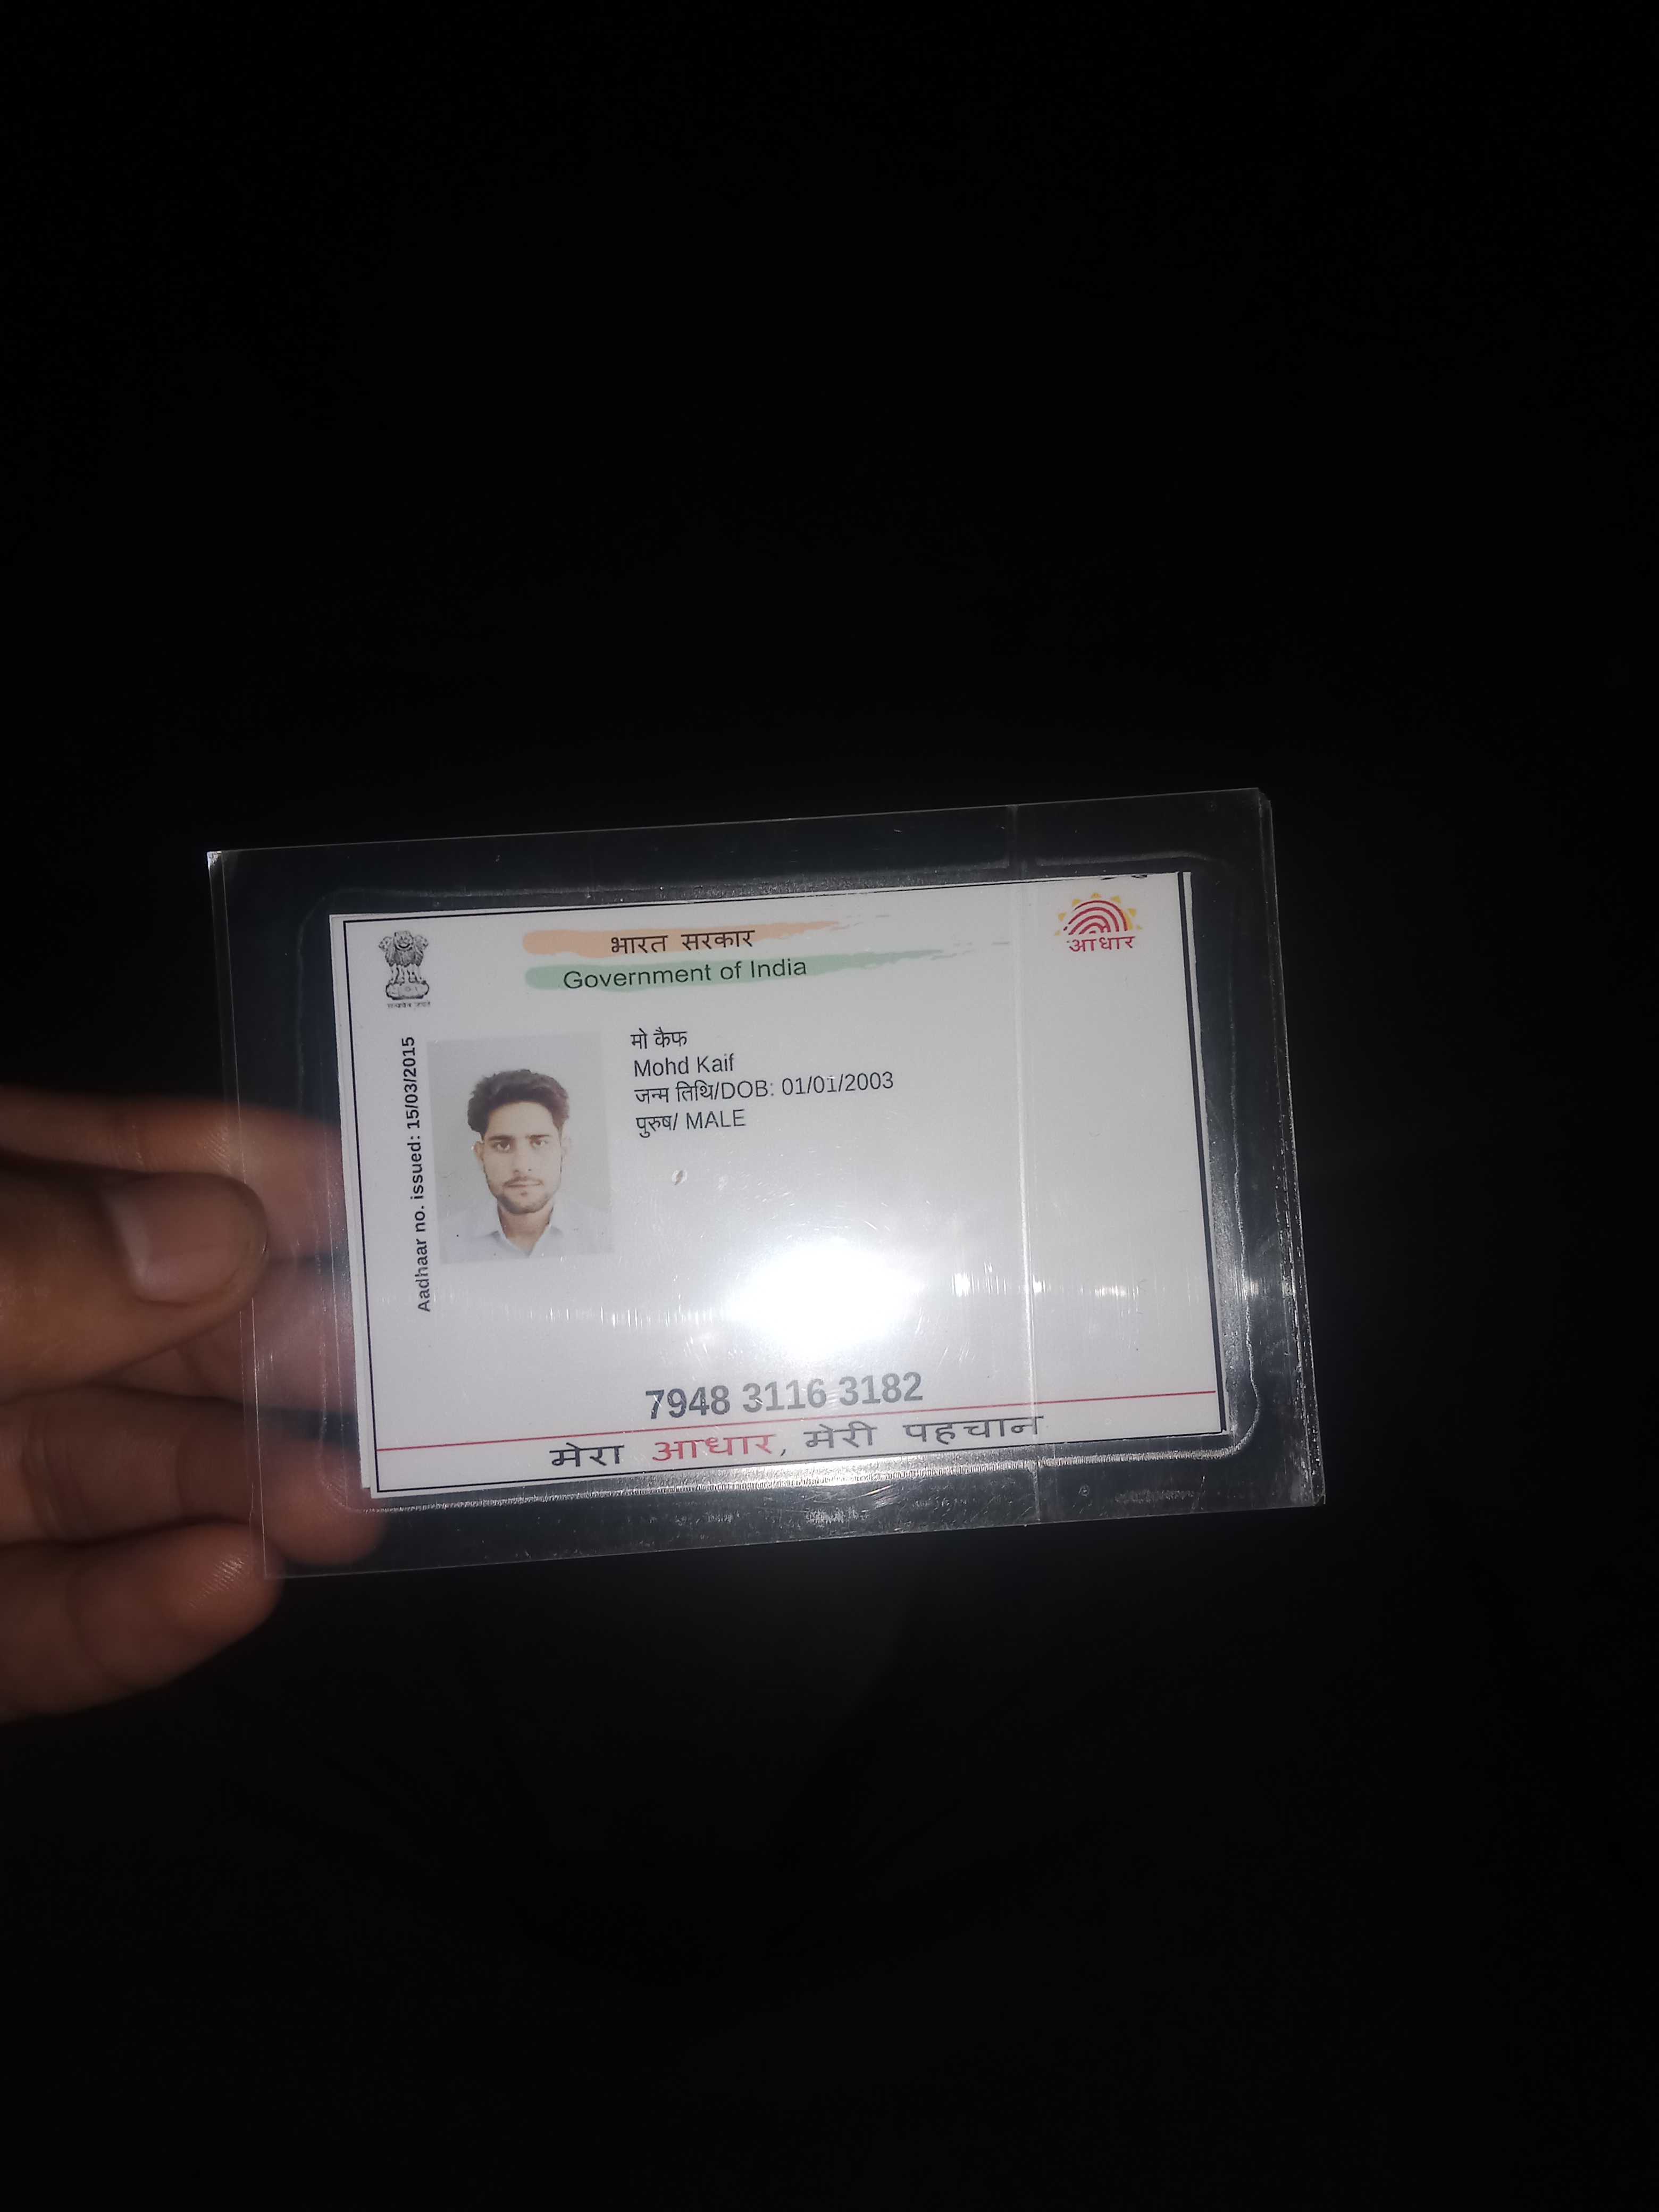 भारत सरकार
Government of India
आधार
सत्यमेव जयते
Aadhaar no. issued: 15/03/2015
मो कैफ
Mohd Kaif
जन्म तिथि/DOB: 01/01/2003
पुरुष/ MALE
7948 3116 3182
मेरा आधार, मेरी पहचान